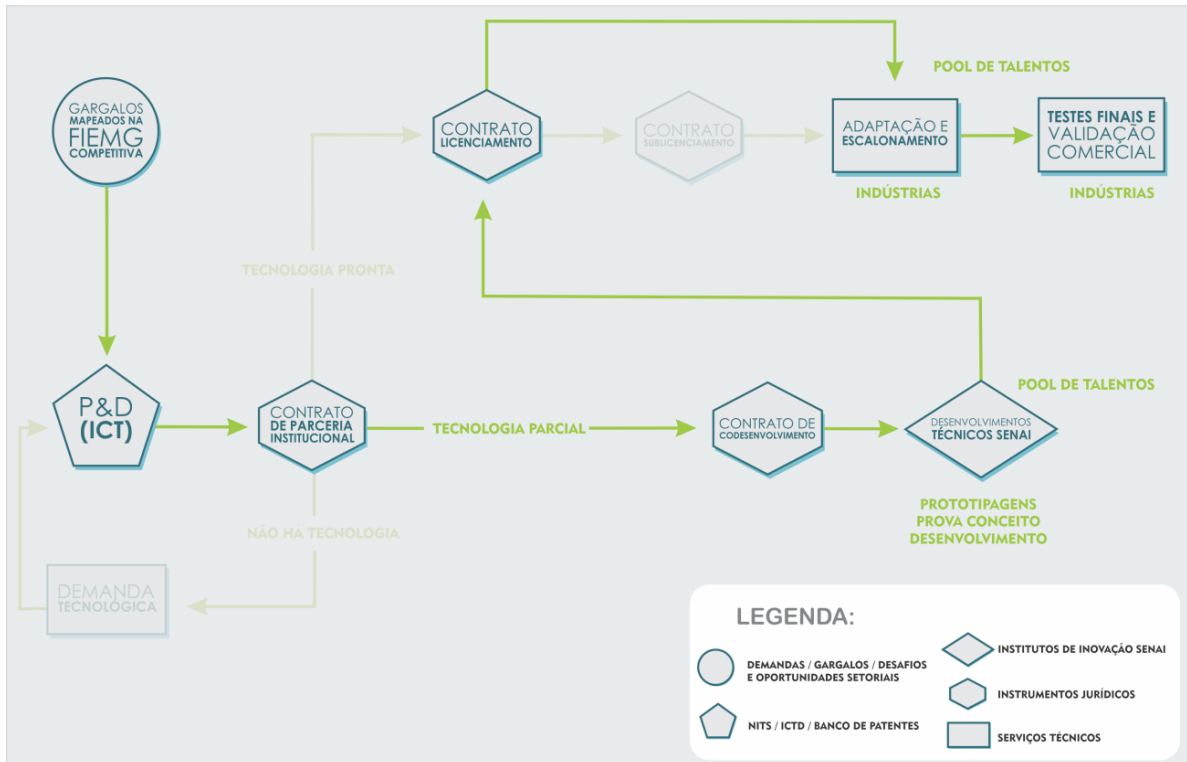 GARGALOS
MAPEADOS NA
FIEMG
COMPETITIVA
CONTRATO
LICENCIAMENTO
CONTRATO
SUBLICENCIAMENTO
POOL DE TALENTOS
ADAPTAÇÃO E
ESCALONAMENTO
INDÚSTRIAS
TESTES FINAIS E
VALIDAÇÃO
COMERCIAL
INDÚSTRIAS
TECNOLOGIA PRONTA
P&D
(ICT)
CONTRATO
DE PARCERIA
INSTITUCIONAL
TECNOLOGIA PARCIAL
CONTRATO DE
CODESENVOLVIMENTO
POOL DE TALENTOS
DESENVOLVIMENTOS
TÉCNICOS SENAI
PROTOTIPAGENS
PROVA CONCEITO
DESENVOLVIMENTO
NÃO HÁ TECNOLOGIA
DEMANDA
TECNOLÓGICA
LEGENDA:
DEMANDAS / GARGALOS / DESAFIOS
E OPORTUNIDADES SETORIAIS
NITS / ICTD / BANCO DE PATENTES
INSTITUTOS DE INOVAÇÃO SENAI
INSTRUMENTOS JURÍDICOS
SERVIÇOS TÉCNICOS